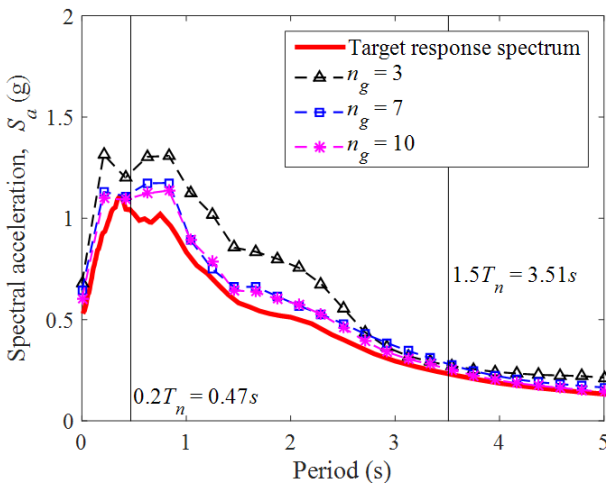 Spectral acceleration, S_a (g)
2
1.5
1
0.5
0
Target response spectrum
n_g = 3
n_g = 7
n_g = 10
1.5T_n = 3.51s
0.2T_n = 0.47s
0 1 2 3 4 5
Period (s)